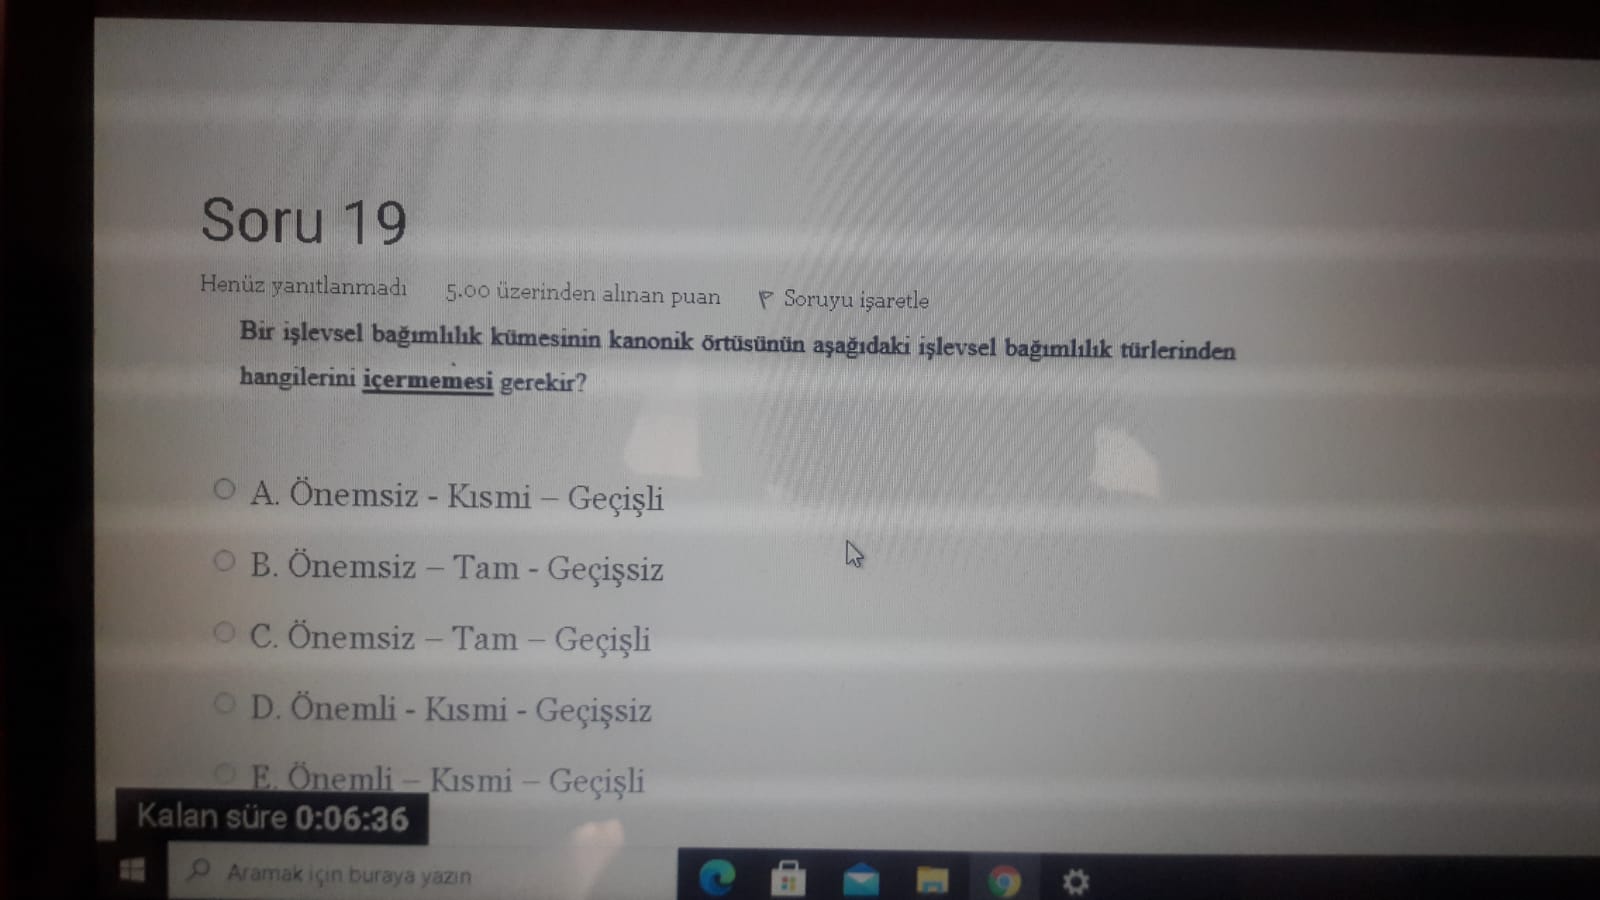 Soru 19
Henüz yanıtlanmadı 5.00 üzerinden alınan puan Soruyu işaretle
Bir işlevsel bağımlılık kümesinin kanonik örtüsünün aşağıdaki işlevsel bağımlılık türlerinden
hangilerini içermemesi gerekir?
A. Önemsiz - Kısmi – Geçişli
B. Önemsiz – Tam - Geçişsiz
C. Önemsiz – Tam – Geçişli
D. Önemli - Kısmi - Geçişsiz
E. Önemli – Kısmi – Geçişli
Kalan süre 0:06:36
Aramak için buraya yazın